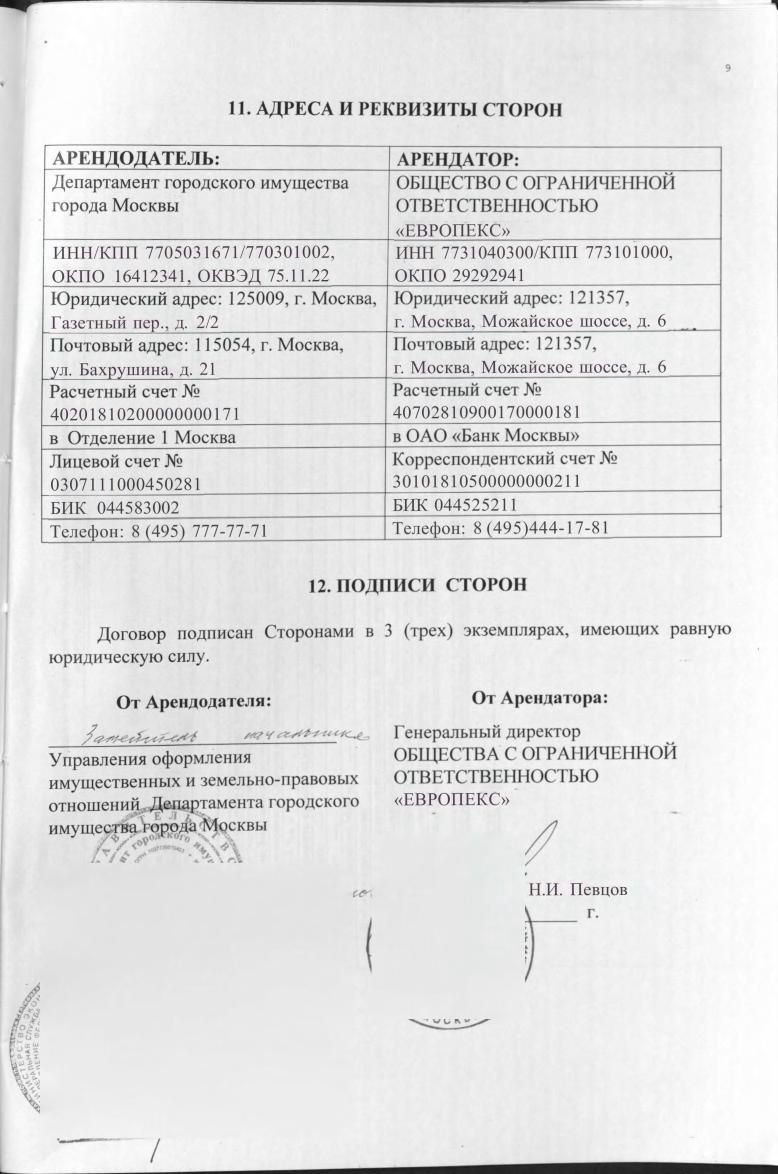 9
11. АДРЕСА И РЕКВИЗИТЫ СТОРОН
АРЕНДОДАТЕЛЬ:
АРЕНДАТОР:
Департамент городского имущества
города Москвы
ОБЩЕСТВО С ОГРАНИЧЕННОЙ
ОТВЕТСТВЕННОСТЬЮ
«ЕВРОПЕКС»
ИНН/КПП 7705031671/770301002,
ОКПО 16412341, ОКВЭД 75.11.22
ИНН 7731040300/КПП 773101000,
ОКПО 29292941
Юридический адрес: 125009, г. Москва,
Газетный пер., д. 2/2
Юридический адрес: 121357,
г. Москва, Можайское шоссе, д. 6
Почтовый адрес: 115054, г. Москва,
ул. Бахрушина, д. 21
Почтовый адрес: 121357,
г. Москва, Можайское шоссе, д. 6
Расчетный счет №
40201810200000000171
Расчетный счет №
40702810900170000181
в Отделение 1 Москва
в ОАО «Банк Москвы»
Лицевой счет №
0307111000450281
Корреспондентский счет №
30101810500000000211
БИК 044583002
БИК 044525211
Телефон: 8 (495) 777-77-71
Телефон: 8 (495)444-17-81
12. ПОДПИСИ СТОРОН
Договор подписан Сторонами в 3 (трех) экземплярах, имеющих равную
юридическую силу.
От Арендодателя:
Заместитель начальника
Управления оформления
имущественных и земельно-правовых
отношений Департамента городского
имущества города Москвы
От Арендатора:
Генеральный директор
ОБЩЕСТВА С ОГРАНИЧЕННОЙ
ОТВЕТСТВЕННОСТЬЮ
«ЕВРОПЕКС»
Н.И. Певцов
г.